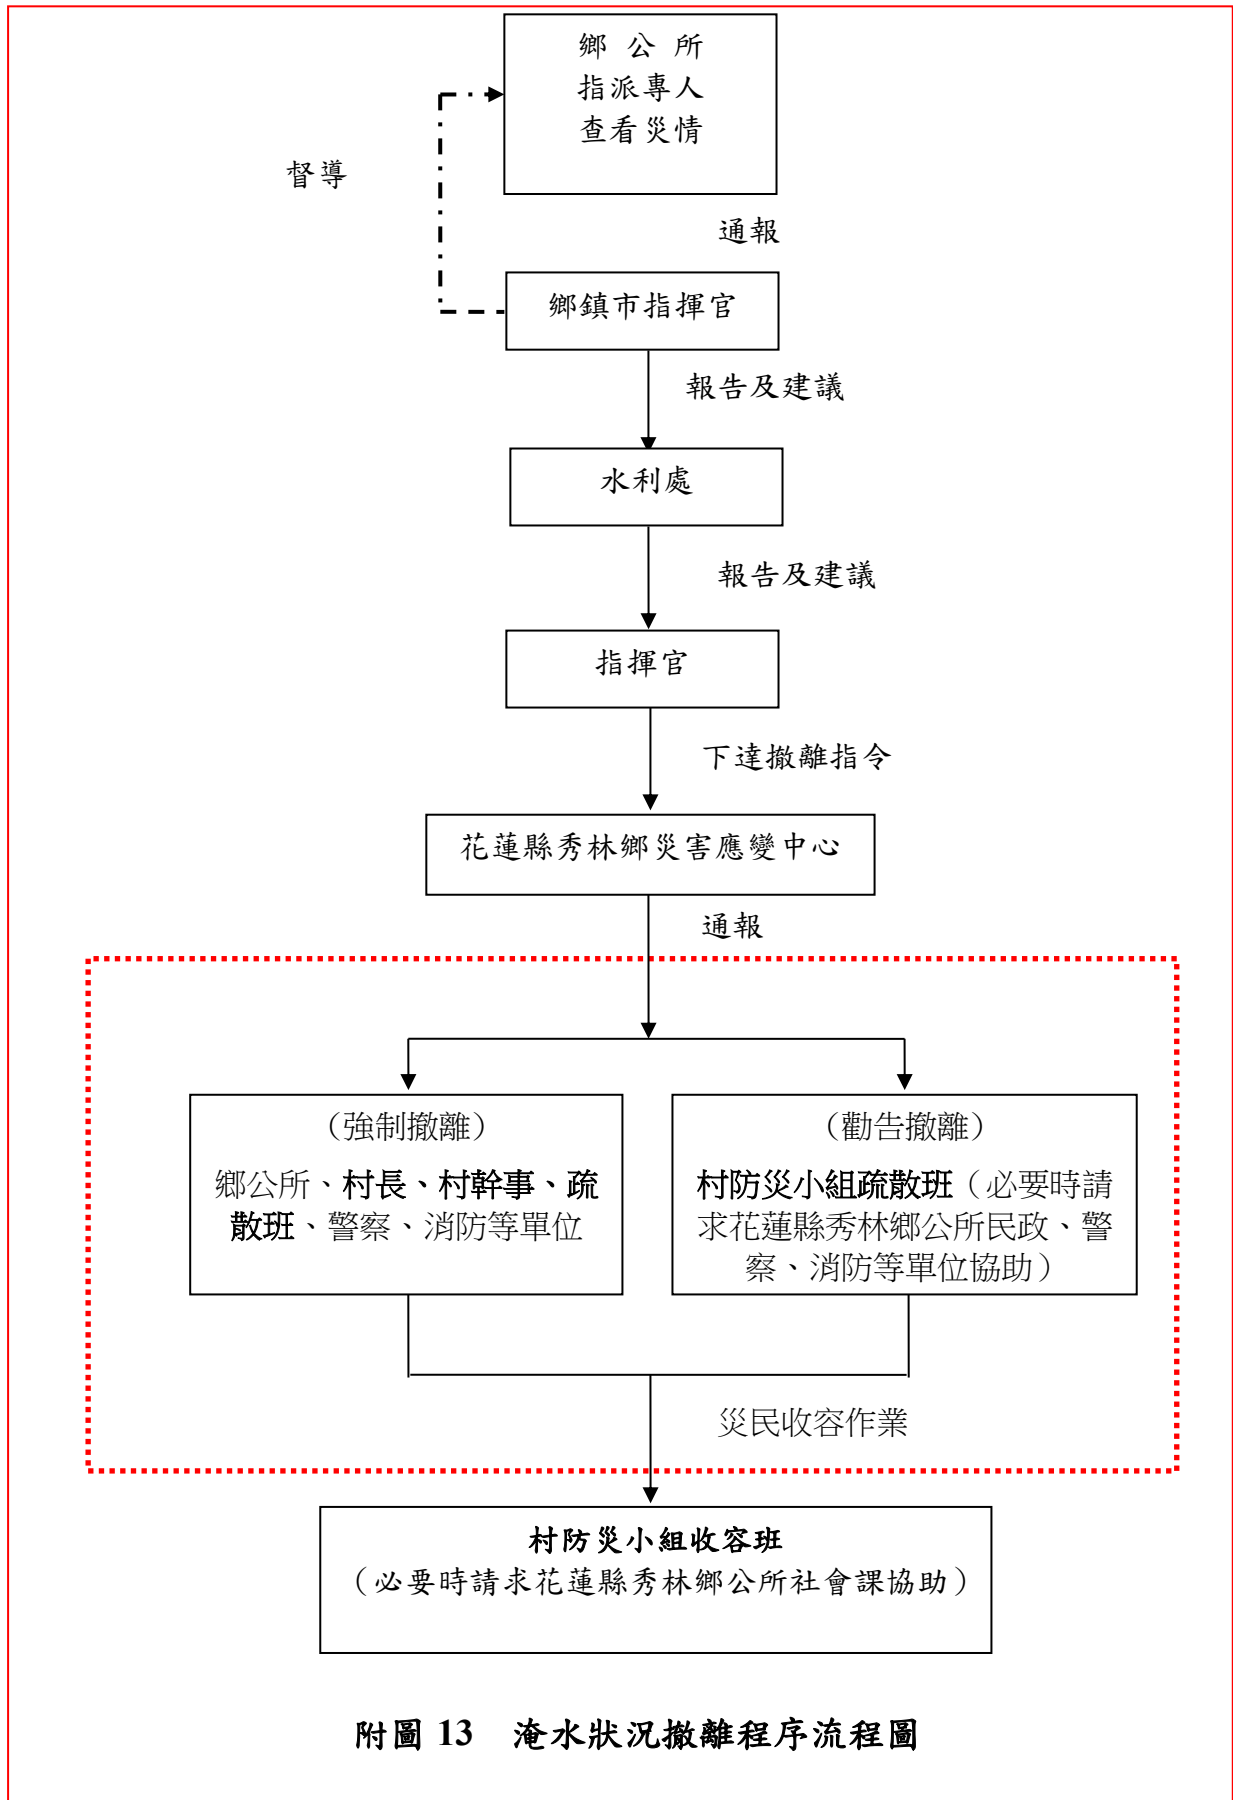 鄉 公 所
指派專人
查看災情
督導
通報
鄉鎮市指揮官
報告及建議
水利處
報告及建議
指揮官
下達撤離指令
花蓮縣秀林鄉災害應變中心
通報
（強制撤離）
鄉公所、村長、村幹事、疏
散班、警察、消防等單位
（勸告撤離）
村防災小組疏散班（必要時請
求花蓮縣秀林鄉公所民政、警
察、消防等單位協助）
災民收容作業
村防災小組收容班
（必要時請求花蓮縣秀林鄉公所社會課協助）
附圖 13　淹水狀況撤離程序流程圖